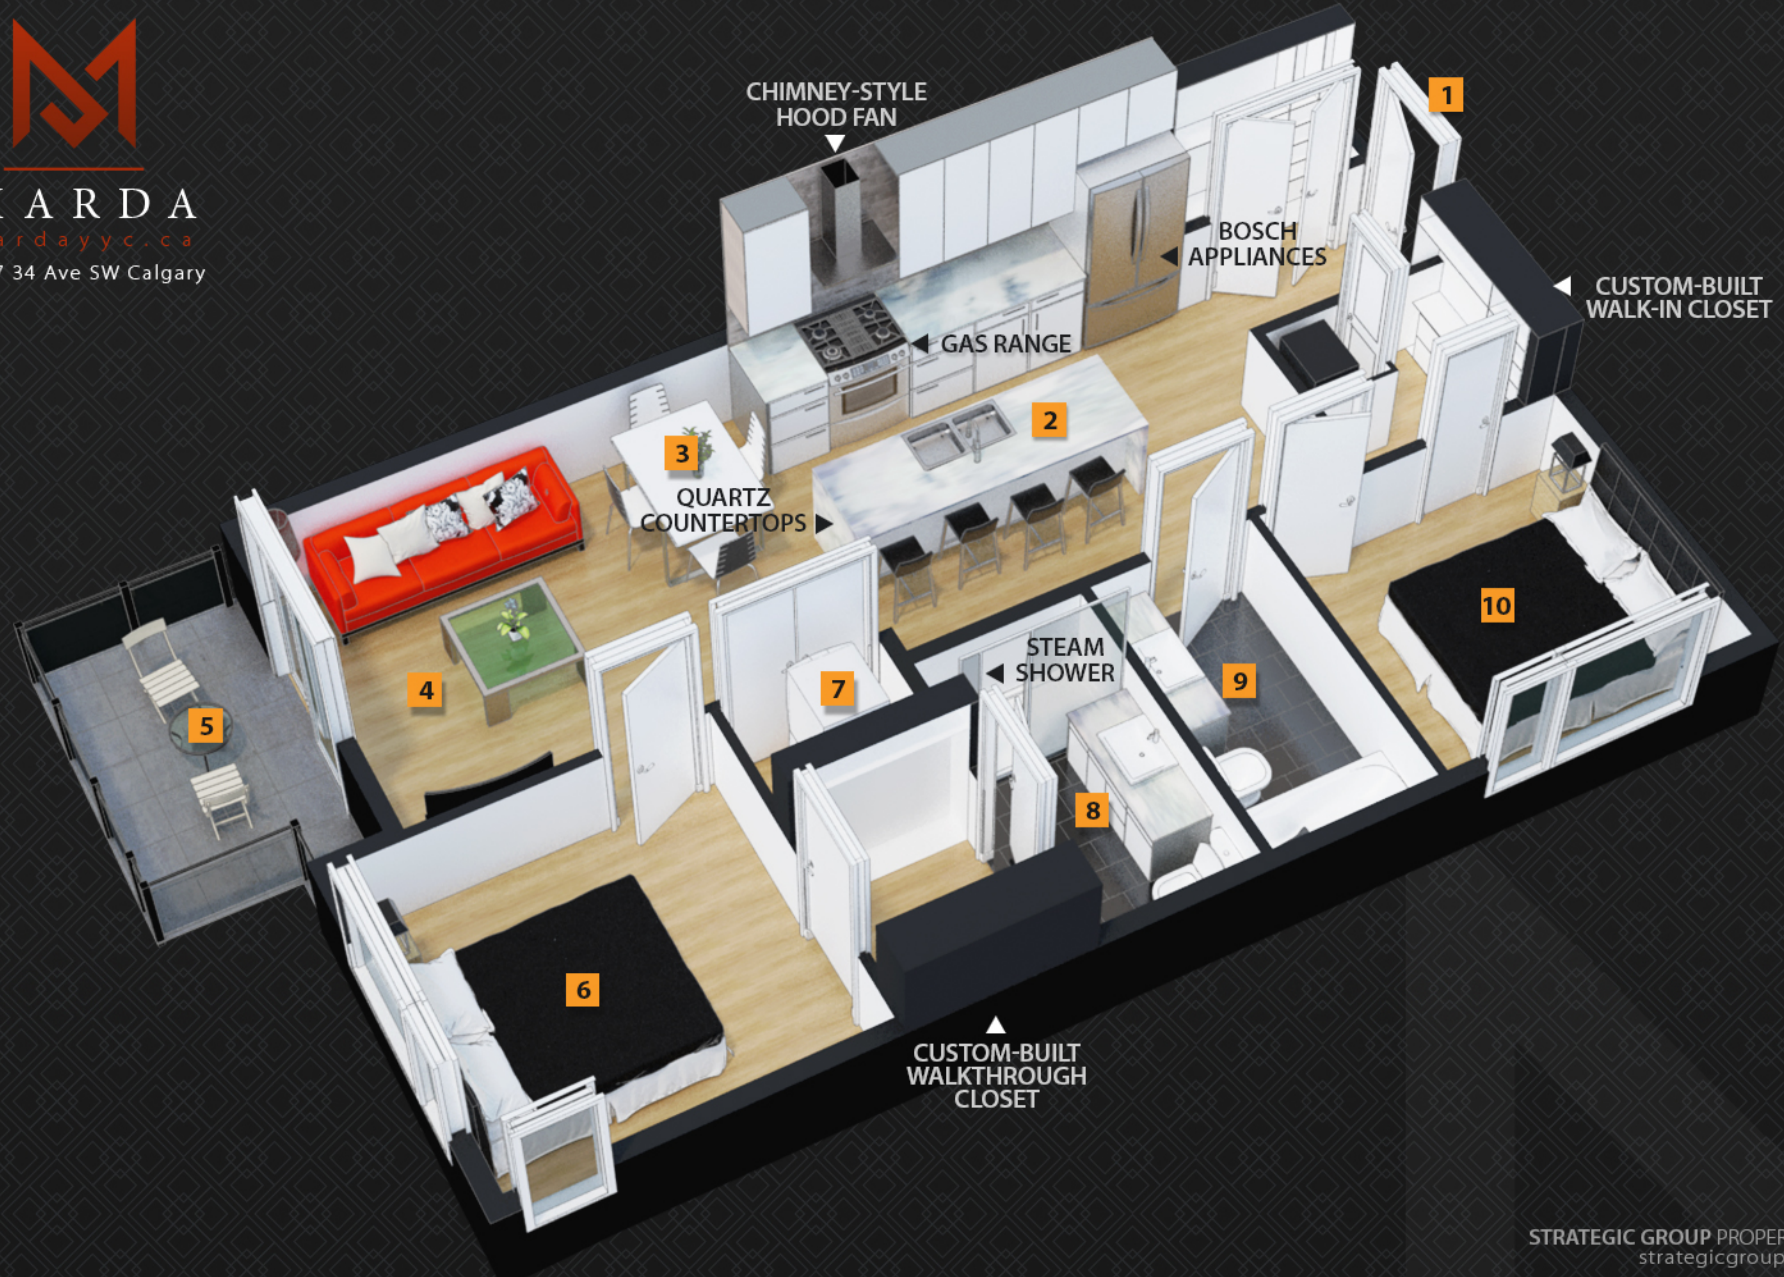 ARDA
ardayyc.ca
7 34 Ave SW Calgary
CHIMNEY-STYLE
HOOD FAN
1
BOSCH
APPLIANCES
CUSTOM-BUILT
WALK-IN CLOSET
GAS RANGE
2
3
QUARTZ
COUNTERTOPS
10
STEAM
SHOWER
9
7
4
5
8
6
CUSTOM-BUILT
WALKTHROUGH
CLOSET
STRATEGIC GROUP PROPER
strategicgroup